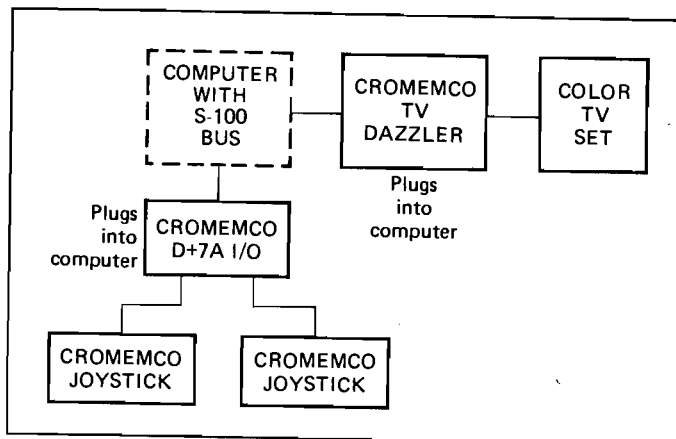 COMPUTER
WITH
S-100
BUS
CROMEMCO
TV
DAZZLER
COLOR
TV
SET
Plugs
into
computer
Plugs
into
computer
CROMEMCO
D+7A I/O
CROMEMCO
JOYSTICK
CROMEMCO
JOYSTICK